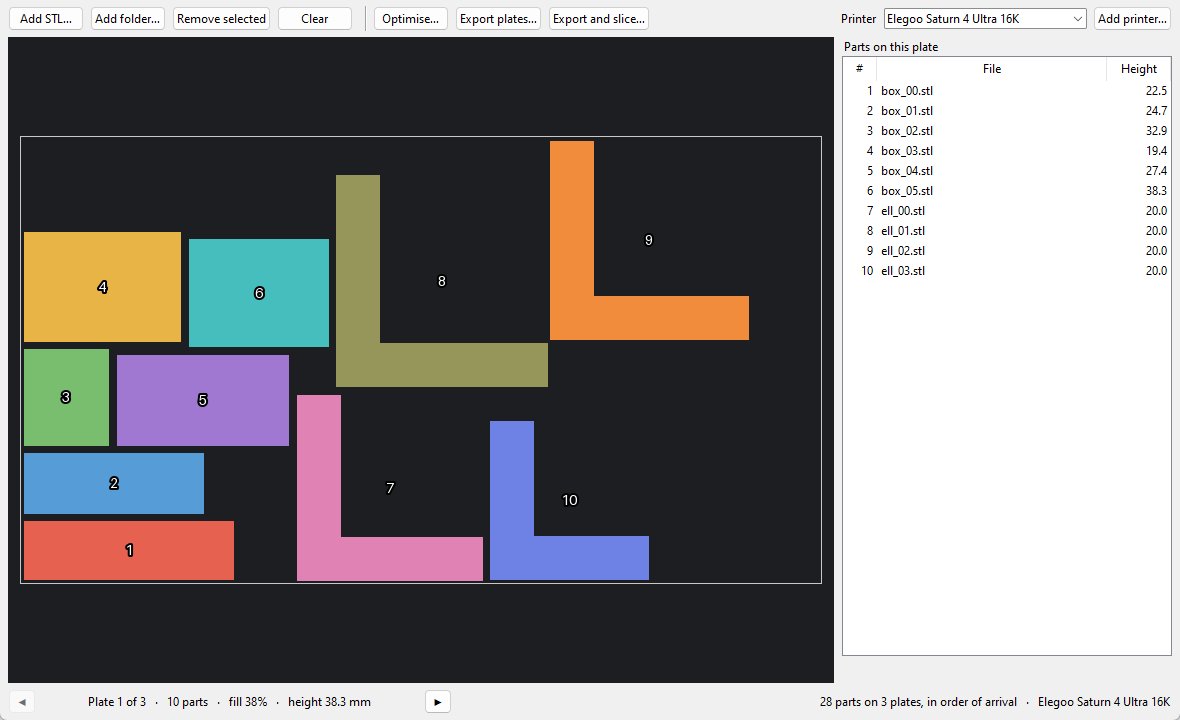 Add STL... Add folder... Remove selected Clear Optimise... Export plates... Export and slice... Printer Elegoo Saturn 4 Ultra 16K Add printer...
Parts on this plate
# File Height
1 box_00.stl 22.5
2 box_01.stl 24.7
3 box_02.stl 32.9
4 box_03.stl 19.4
5 box_04.stl 27.4
6 box_05.stl 38.3
7 ell_00.stl 20.0
8 ell_01.stl 20.0
9 ell_02.stl 20.0
10 ell_03.stl 20.0
9
8
4
6
3
5
2
7
10
1
Plate 1 of 3 · 10 parts · fill 38% · height 38.3 mm
28 parts on 3 plates, in order of arrival · Elegoo Saturn 4 Ultra 16K